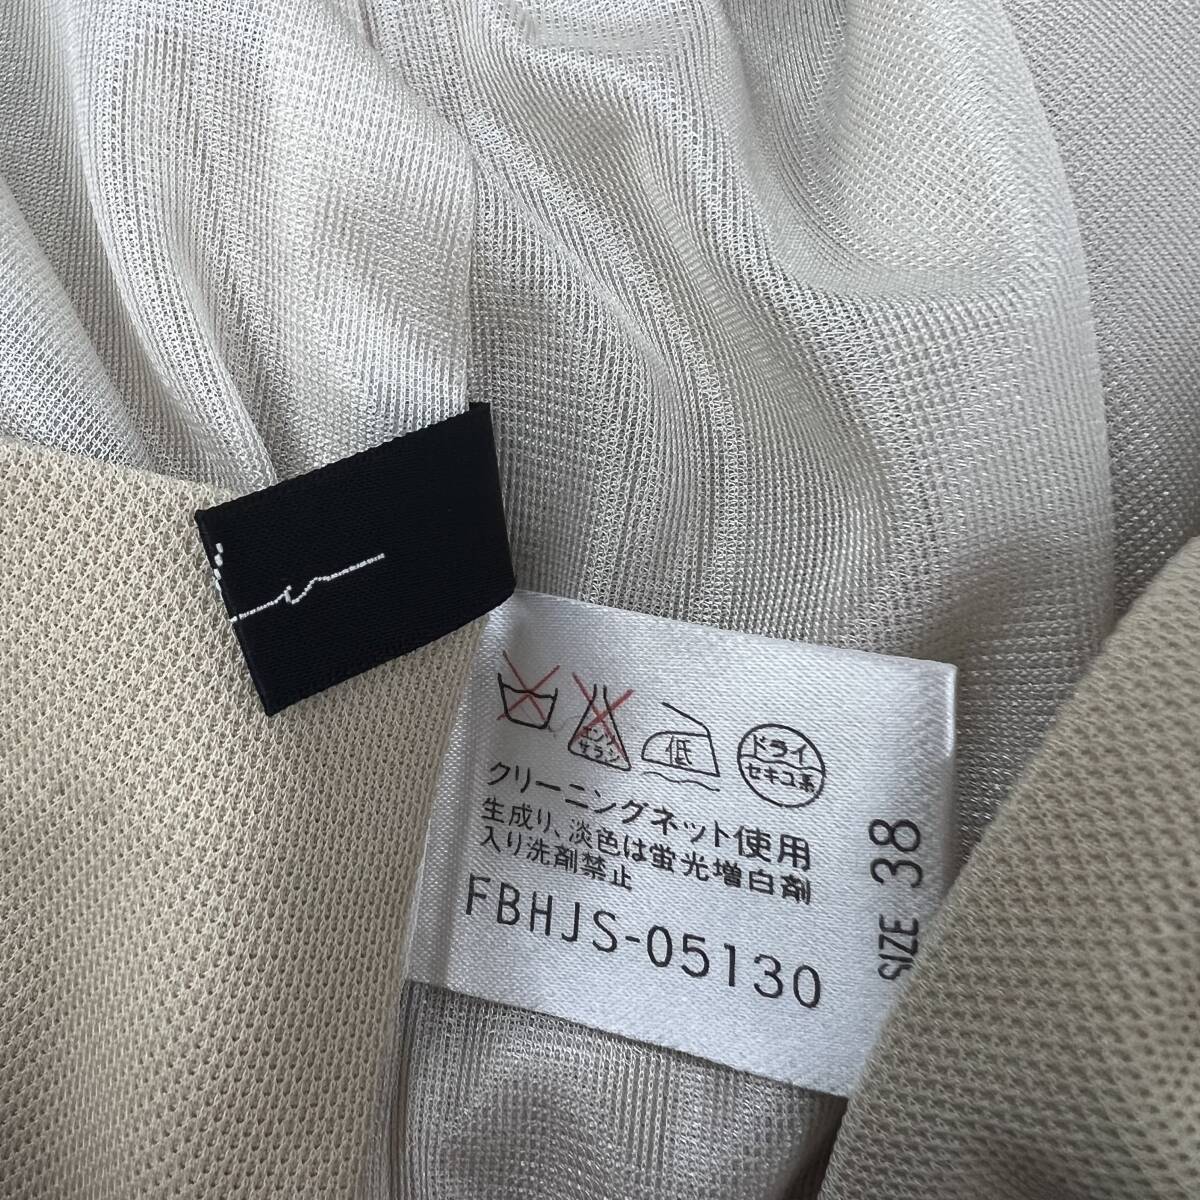 エンソ
サラシ
低
ドライ
セキユ系
クリーニングネット使用
生成り、淡色は蛍光増白剤
入り洗剤禁止
FBHJS-05130
SIZE 38